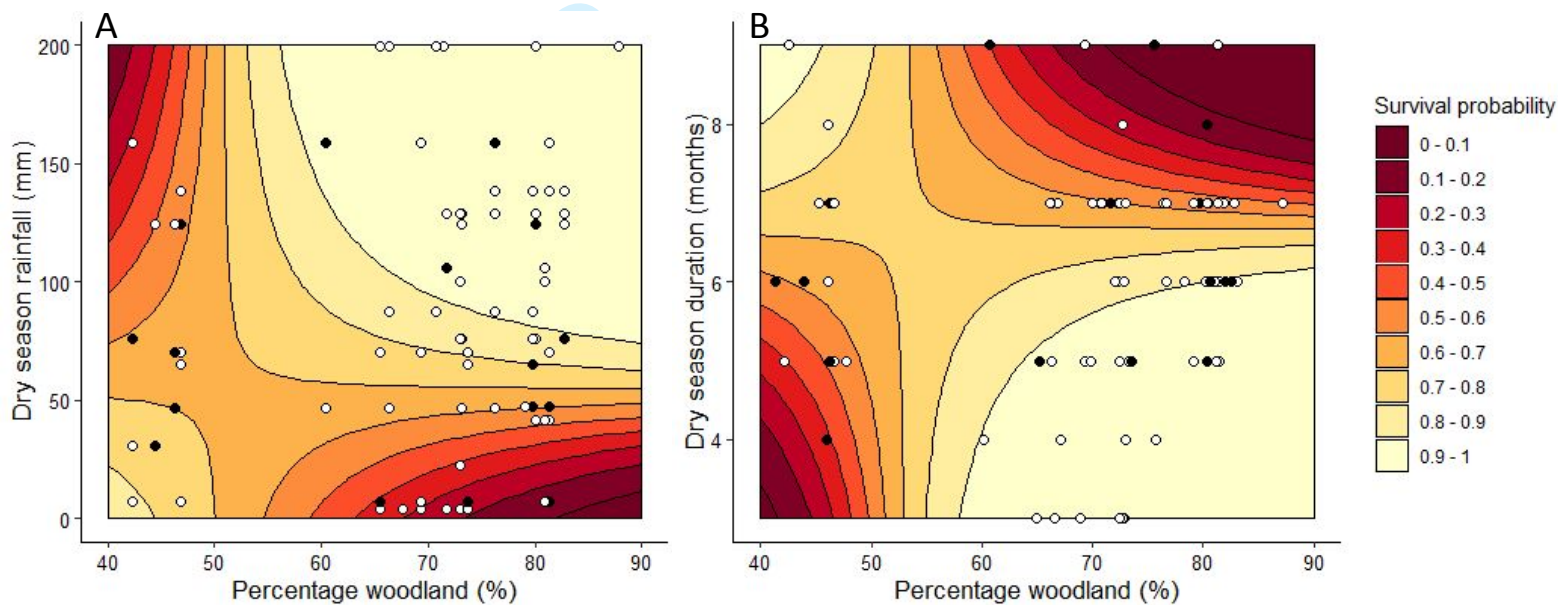 A
Dry season rainfall (mm)
200
150
100
50
0
40 50 60 70 80 90
Percentage woodland (%)
B
Dry season duration (months)
8
6
4
40 50 60 70 80 90
Percentage woodland (%)
Survival probability
0 - 0.1
0.1 - 0.2
0.2 - 0.3
0.3 - 0.4
0.4 - 0.5
0.5 - 0.6
0.6 - 0.7
0.7 - 0.8
0.8 - 0.9
0.9 - 1